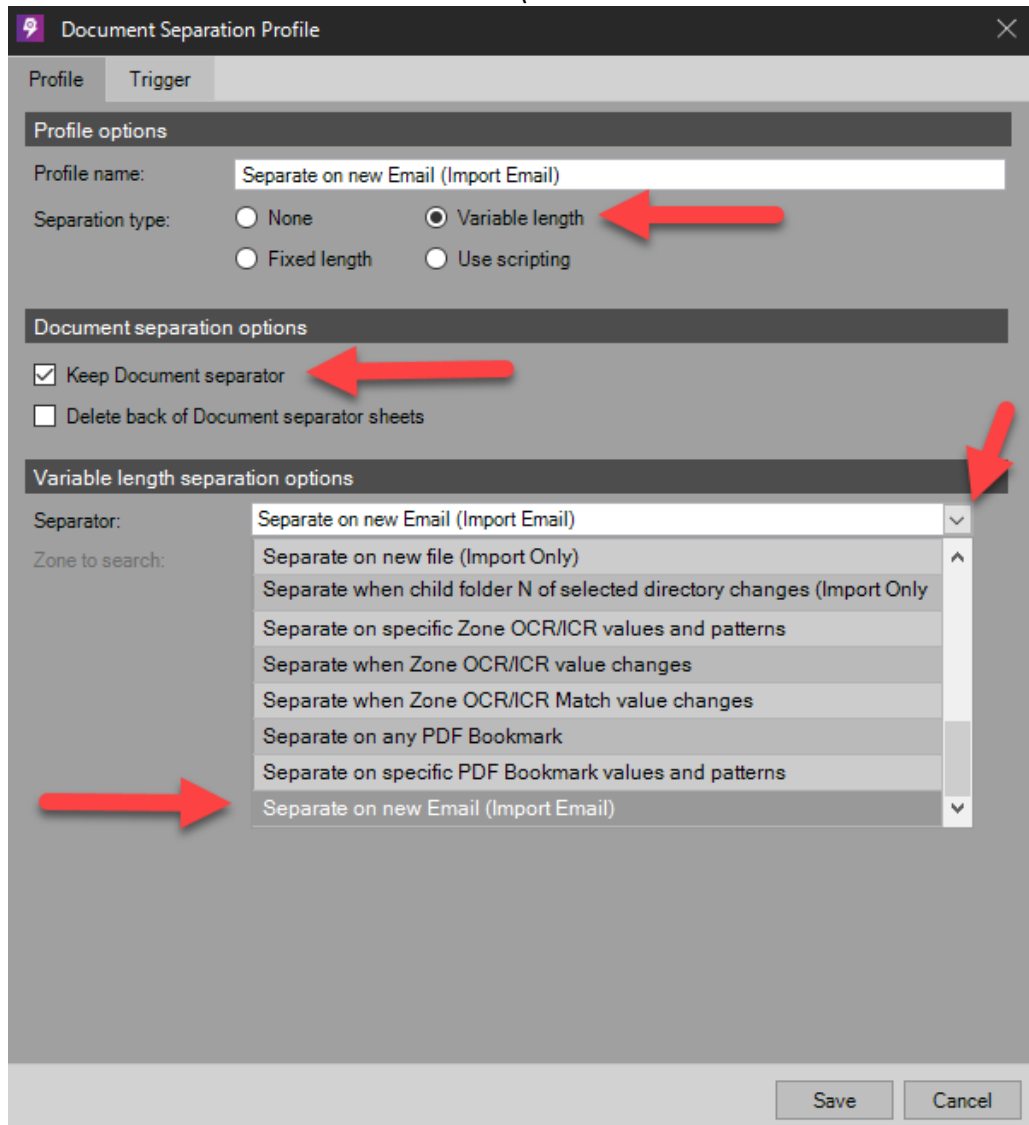 Document Separation Profile
Profile Trigger
Profile options
Profile name: Separate on new Email (Import Email)
Separation type: None Variable length
Fixed length Use scripting
Document separation options
Keep Document separator
Delete back of Document separator sheets
Variable length separation options
Separator: Separate on new Email (Import Email)
Zone to search: Separate on new file (Import Only)
Separate when child folder N of selected directory changes (Import Only
Separate on specific Zone OCR/ICR values and patterns
Separate when Zone OCR/ICR value changes
Separate when Zone OCR/ICR Match value changes
Separate on any PDF Bookmark
Separate on specific PDF Bookmark values and patterns
Separate on new Email (Import Email)
Save Cancel